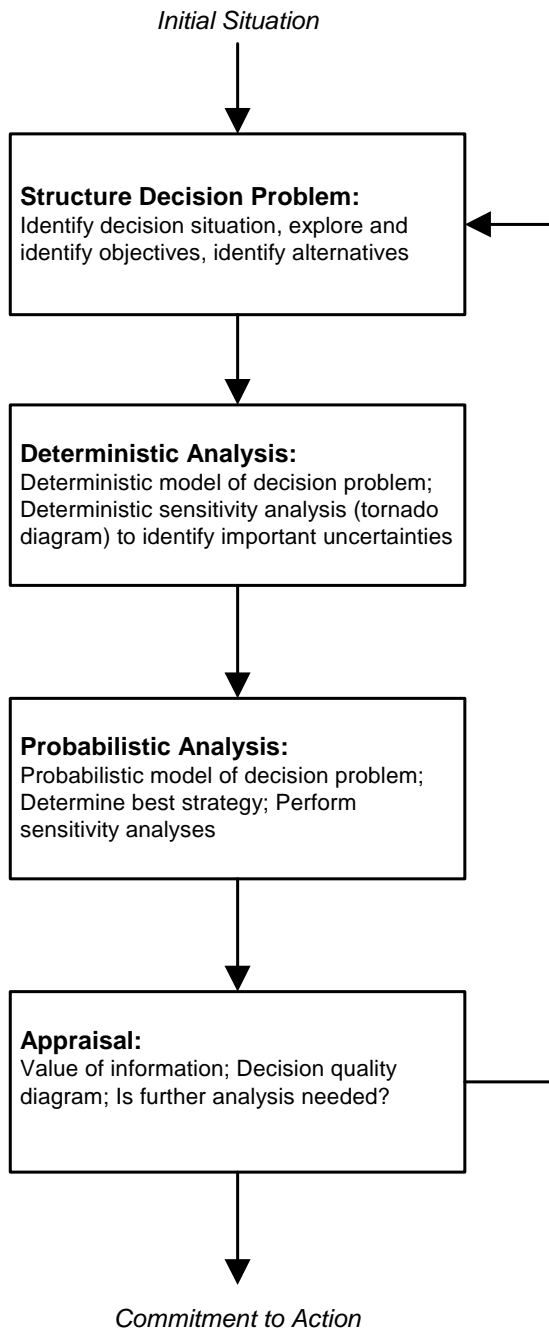 Initial Situation
Structure Decision Problem:
Identify decision situation, explore and
identify objectives, identify alternatives
Deterministic Analysis:
Deterministic model of decision problem;
Deterministic sensitivity analysis (tornado
diagram) to identify important uncertainties
Probabilistic Analysis:
Probabilistic model of decision problem;
Determine best strategy; Perform
sensitivity analyses
Appraisal:
Value of information; Decision quality
diagram; Is further analysis needed?
Commitment to Action